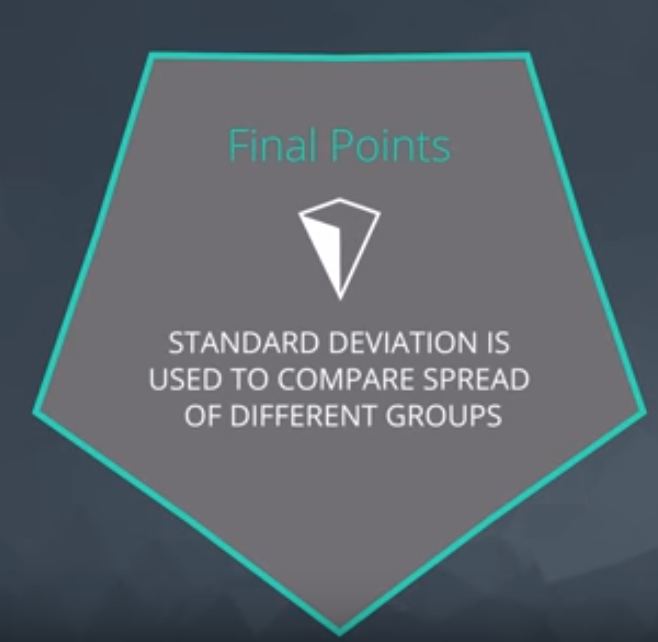 Final Points
STANDARD DEVIATION IS
USED TO COMPARE SPREAD
OF DIFFERENT GROUPS